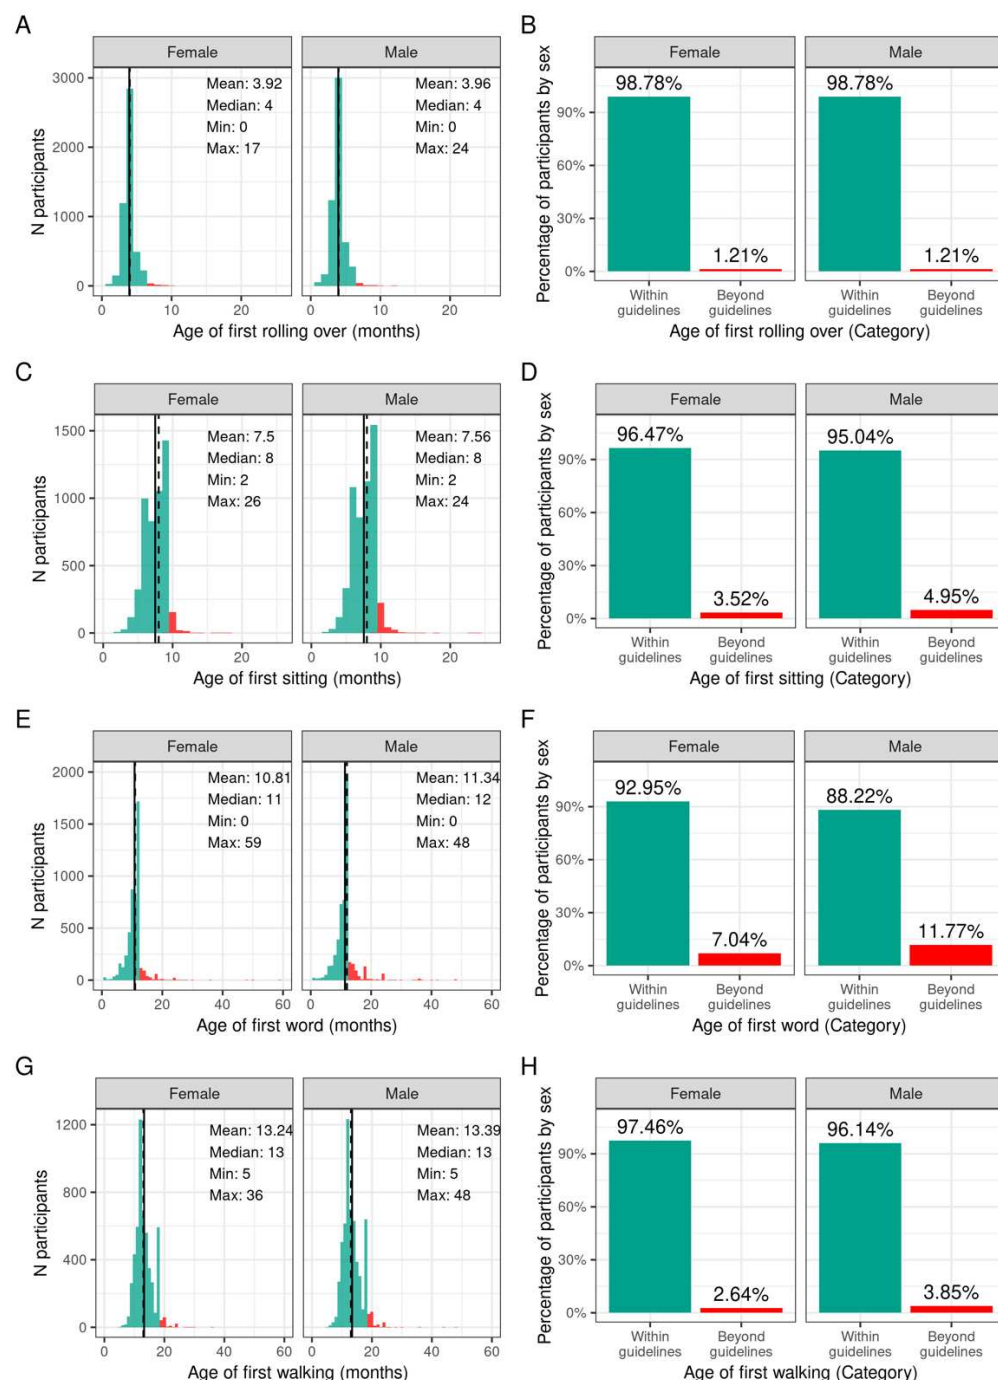 A
B
Female
Male
Female
Male
N participants
3000
2000
1000
0
Mean: 3.92
Median: 4
Min: 0
Max: 17
Mean: 3.96
Median: 4
Min: 0
Max: 24
0
10
20
0
10
20
Age of first rolling over (months)
Percentage of participants by sex
90%
60%
30%
0%
98.78%
1.21%
98.78%
1.21%
Within
guidelines
Beyond
guidelines
Within
guidelines
Beyond
guidelines
Age of first rolling over (Category)
C
D
Female
Male
Female
Male
N participants
1500
1000
500
0
Mean: 7.5
Median: 8
Min: 2
Max: 26
Mean: 7.56
Median: 8
Min: 2
Max: 24
0
10
20
0
10
20
Age of first sitting (months)
Percentage of participants by sex
90%
60%
30%
0%
96.47%
3.52%
95.04%
4.95%
Within
guidelines
Beyond
guidelines
Within
guidelines
Beyond
guidelines
Age of first sitting (Category)
E
F
Female
Male
Female
Male
N participants
2000
1500
1000
500
0
Mean: 10.81
Median: 11
Min: 0
Max: 59
Mean: 11.34
Median: 12
Min: 0
Max: 48
0
20
40
60
0
20
40
60
Age of first word (months)
Percentage of participants by sex
90%
60%
30%
0%
92.95%
7.04%
88.22%
11.77%
Within
guidelines
Beyond
guidelines
Within
guidelines
Beyond
guidelines
Age of first word (Category)
G
H
Female
Male
Female
Male
N participants
1200
800
400
0
Mean: 13.24
Median: 13
Min: 5
Max: 36
Mean: 13.39
Median: 13
Min: 5
Max: 48
0
20
40
60
0
20
40
60
Age of first walking (months)
Percentage of participants by sex
90%
60%
30%
0%
97.46%
2.64%
96.14%
3.85%
Within
guidelines
Beyond
guidelines
Within
guidelines
Beyond
guidelines
Age of first walking (Category)